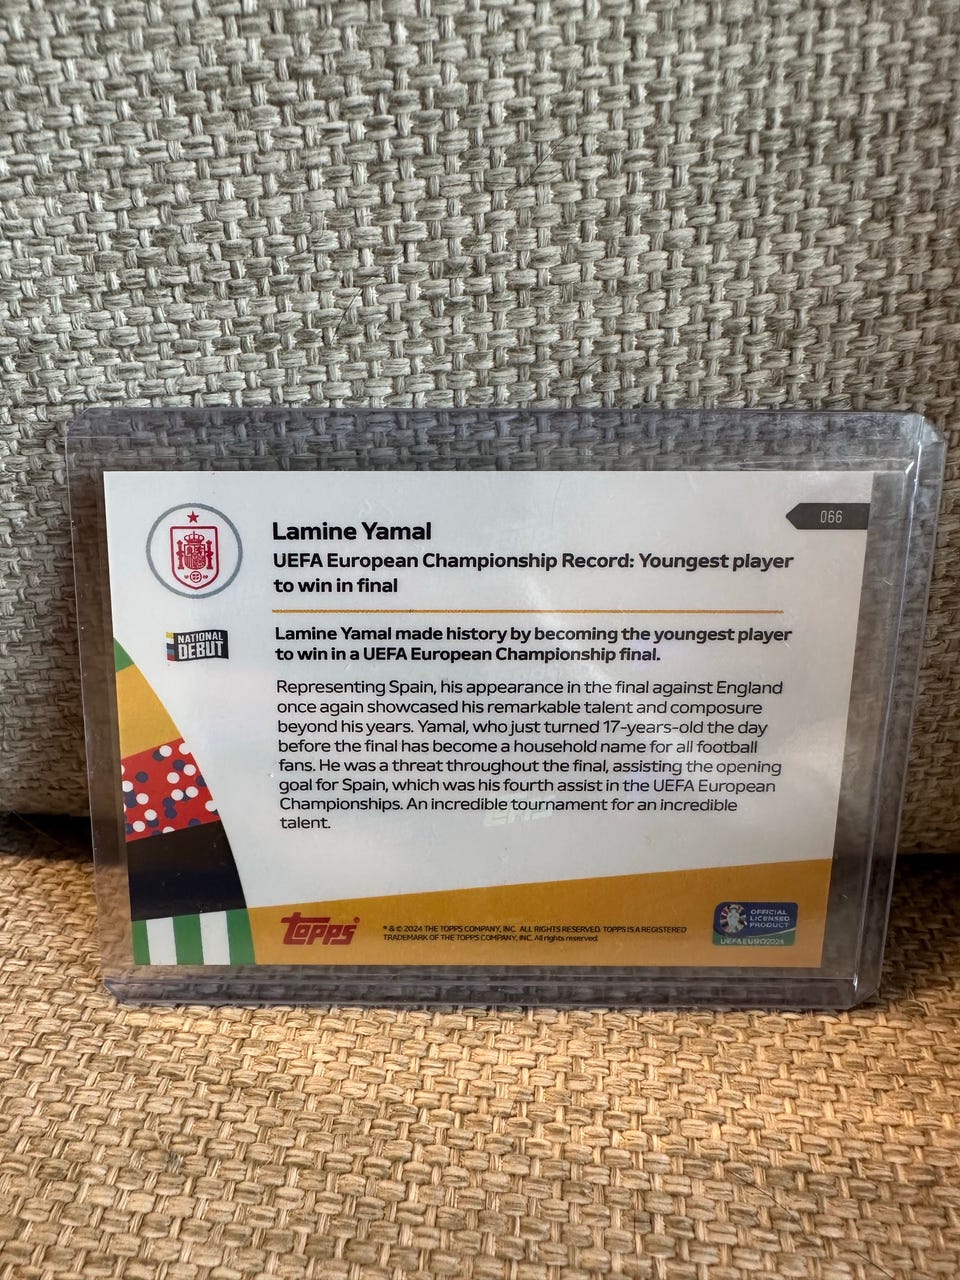 066
Lamine Yamal
UEFA European Championship Record: Youngest player
to win in final
NATIONAL
DEBUT
Lamine Yamal made history by becoming the youngest player
to win in a UEFA European Championship final.
Representing Spain, his appearance in the final against England
once again showcased his remarkable talent and composure
beyond his years. Yamal, who just turned 17-years-old the day
before the final has become a household name for all football
fans. He was a threat throughout the final, assisting the opening
goal for Spain, which was his fourth assist in the UEFA European
Championships. An incredible tournament for an incredible
talent.
topps
® & © 2024 THE TOPPS COMPANY, INC. ALL RIGHTS RESERVED. TOPPS IS A REGISTERED
TRADEMARK OF THE TOPPS COMPANY, INC. All rights reserved.
OFFICIAL
LICENSED
PRODUCT
UEFA EURO2024